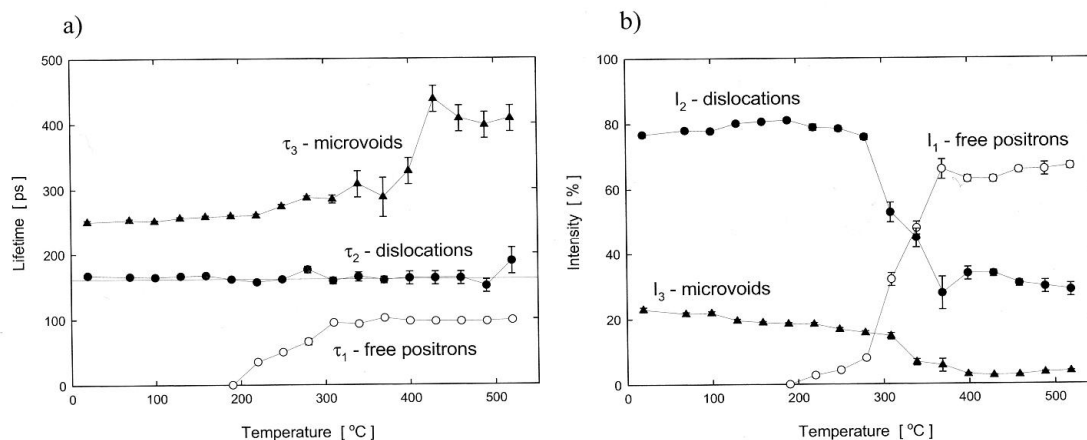 a)
500
400
300
200
100
0
Lifetime [ ps]
τ3 - microvoids
τ2 - dislocations
τ1 - free positrons
0 100 200 300 400 500
Temperature [ °C]
b)
100
80
60
40
20
0
Intensity [ % ]
I2 - dislocations
I1 - free positrons
I3 - microvoids
0 100 200 300 400 500
Temperature [ °C]